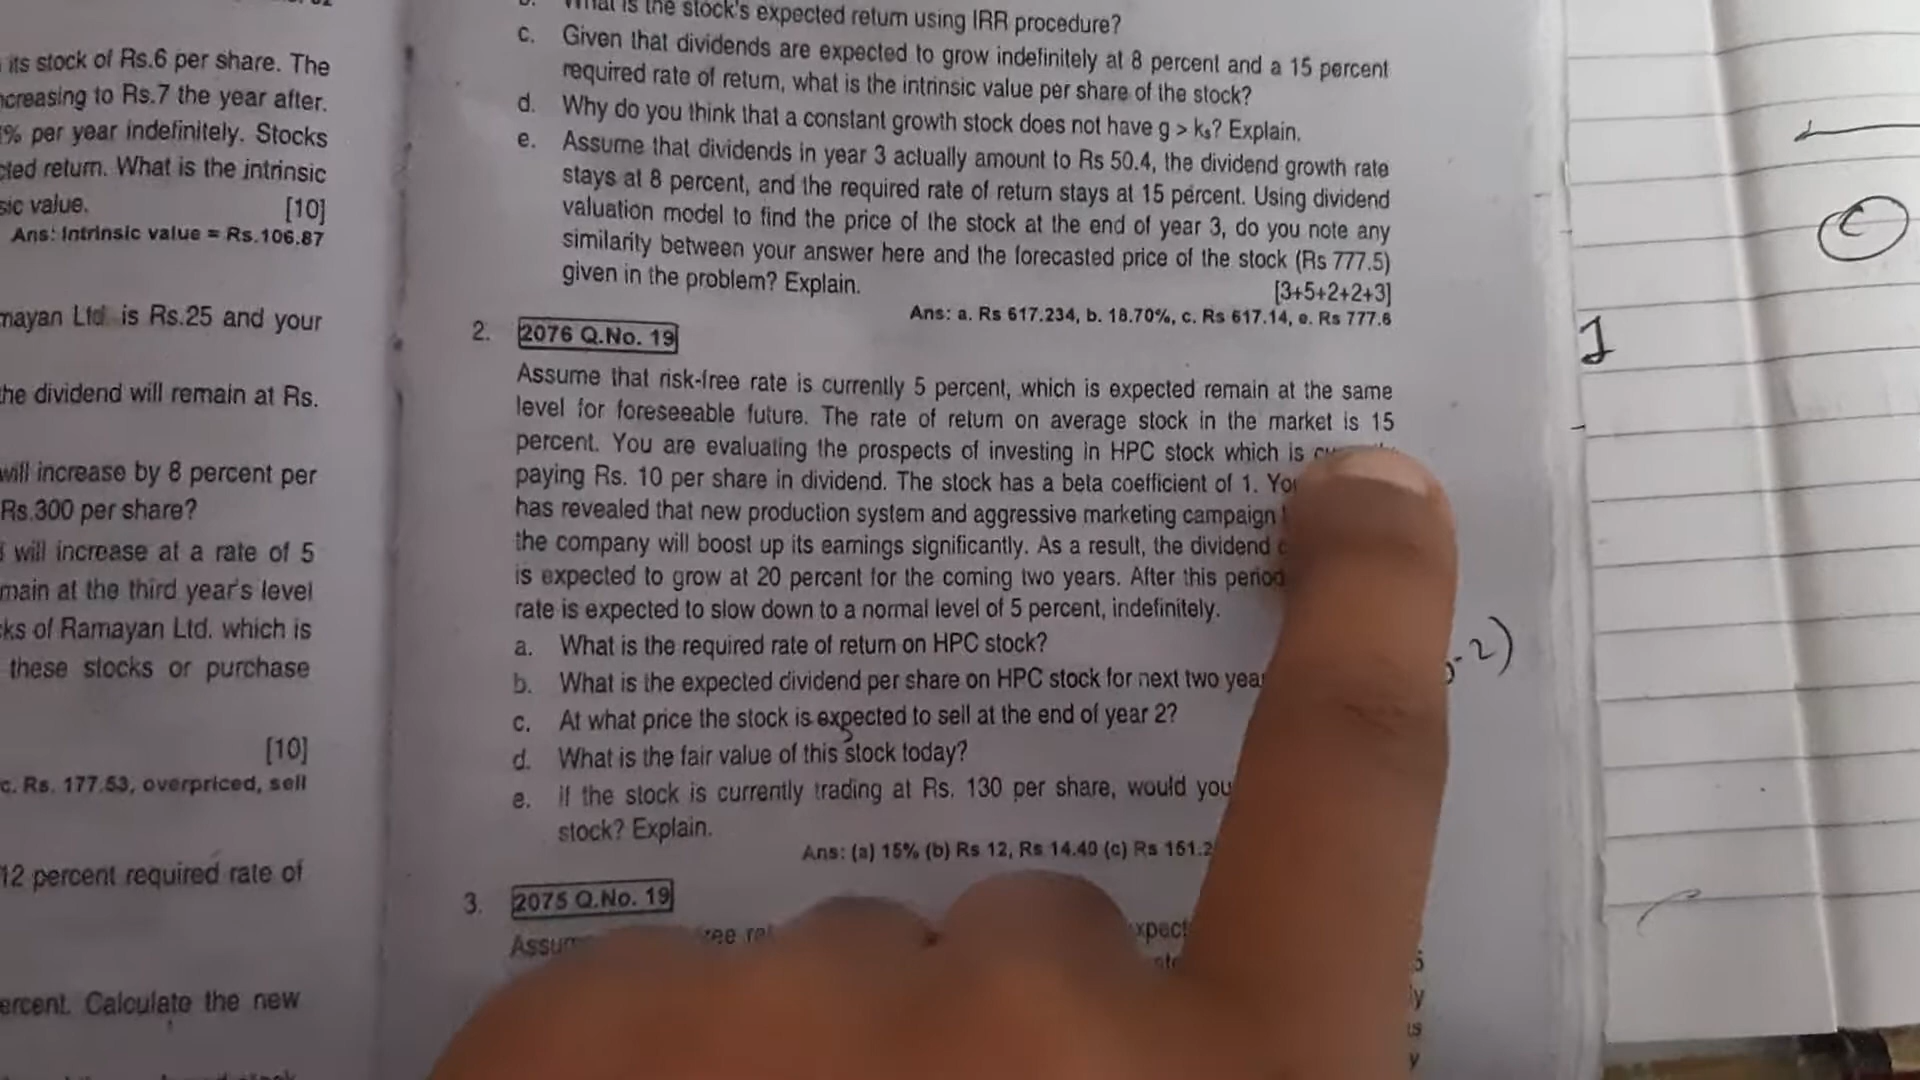 its stock of Rs.6 per share. The
ncreasing to Rs.7 the year after.
% per year indefinitely. Stocks
cted return. What is the intrinsic
sic value. [10]
Ans: Intrinsic value = Rs.106.87
mayan Ltd. is Rs.25 and your
the dividend will remain at Rs.
will increase by 8 percent per
Rs.300 per share?
will increase at a rate of 5
main at the third year's level
cks of Ramayan Ltd. which is
these stocks or purchase
[10]
c. Rs. 177.53, overpriced, sell
12 percent required rate of
ercent. Calculate the new
What is the stock's expected return using IRR procedure?
c. Given that dividends are expected to grow indefinitely at 8 percent and a 15 percent
required rate of return, what is the intrinsic value per share of the stock?
d. Why do you think that a constant growth stock does not have g > ks? Explain.
e. Assume that dividends in year 3 actually amount to Rs 50.4, the dividend growth rate
stays at 8 percent, and the required rate of return stays at 15 percent. Using dividend
valuation model to find the price of the stock at the end of year 3, do you note any
similarity between your answer here and the forecasted price of the stock (Rs 777.5)
given in the problem? Explain. [3+5+2+2+3]
Ans: a. Rs 617.234, b. 18.70%, c. Rs 617.14, e. Rs 777.6
2. 2076 Q.No. 19
Assume that risk-free rate is currently 5 percent, which is expected remain at the same
level for foreseeable future. The rate of return on average stock in the market is 15
percent. You are evaluating the prospects of investing in HPC stock which is
paying Rs. 10 per share in dividend. The stock has a beta coefficient of 1.
has revealed that new production system and aggressive marketing campaign
the company will boost up its earnings significantly. As a result, the dividend
is expected to grow at 20 percent for the coming two years. After this period
rate is expected to slow down to a normal level of 5 percent, indefinitely.
a. What is the required rate of return on HPC stock?
b. What is the expected dividend per share on HPC stock for next two
c. At what price the stock is expected to sell at the end of year 2?
d. What is the fair value of this stock today?
e. if the stock is currently trading at Rs. 130 per share, would you
stock? Explain.
Ans: (a) 15% (b) Rs 12, Rs 14.40 (c) Rs 151.2
3. 2075 Q.No. 19
1
-2)